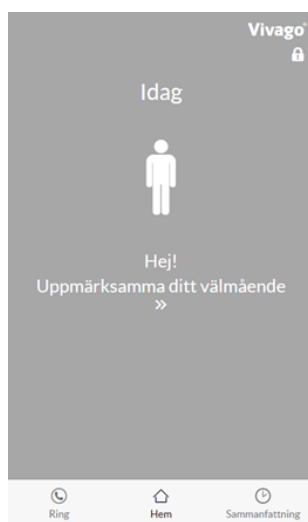 Vivago
Idag
Hej!
Uppmärksamma ditt välmående
»
Ring
Hem
Sammanfattning